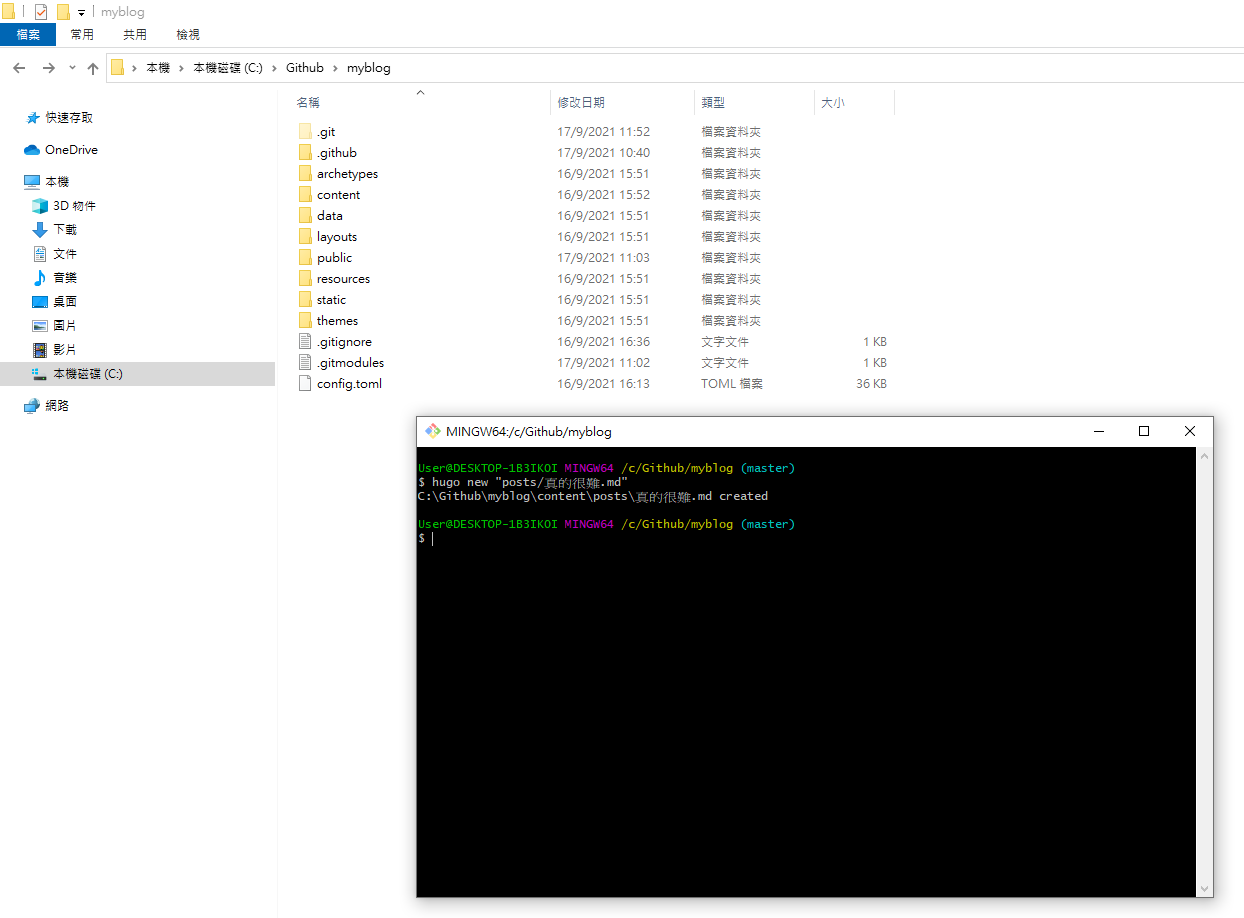 myblog
檔案 常用 共用 檢視
本機 本機磁碟 (C:) Github myblog
名稱 修改日期 類型 大小
快速存取
OneDrive
本機
3D 物件
下載
文件
音樂
桌面
圖片
影片
本機磁碟 (C:)
網路
.git 17/9/2021 11:52 檔案資料夾
.github 17/9/2021 10:40 檔案資料夾
archetypes 16/9/2021 15:51 檔案資料夾
content 16/9/2021 15:52 檔案資料夾
data 16/9/2021 15:51 檔案資料夾
layouts 16/9/2021 15:51 檔案資料夾
public 17/9/2021 11:03 檔案資料夾
resources 16/9/2021 15:51 檔案資料夾
static 16/9/2021 15:51 檔案資料夾
themes 16/9/2021 15:51 檔案資料夾
.gitignore 16/9/2021 16:36 文字文件 1 KB
.gitmodules 17/9/2021 11:02 文字文件 1 KB
config.toml 16/9/2021 16:13 TOML 檔案 36 KB
MINGW64:/c/Github/myblog
User@DESKTOP-1B3IKOI MINGW64 /c/Github/myblog (master)
$ hugo new "posts/真的很難.md"
C:\Github\myblog\content\posts\真的很難.md created
User@DESKTOP-1B3IKOI MINGW64 /c/Github/myblog (master)
$